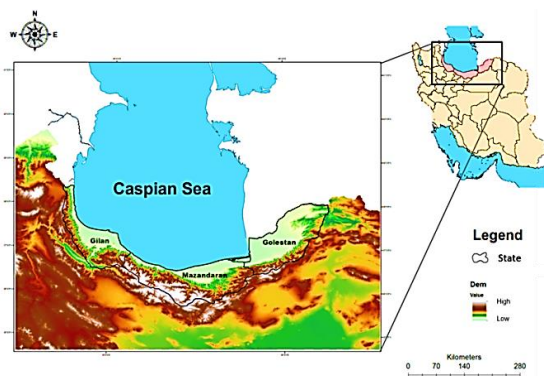 N
W E
S
Caspian Sea
Gilan
Mazandaran
Golestan
Legend
State
Dem
Value
High
Low
Kilometers
0 70 140 280